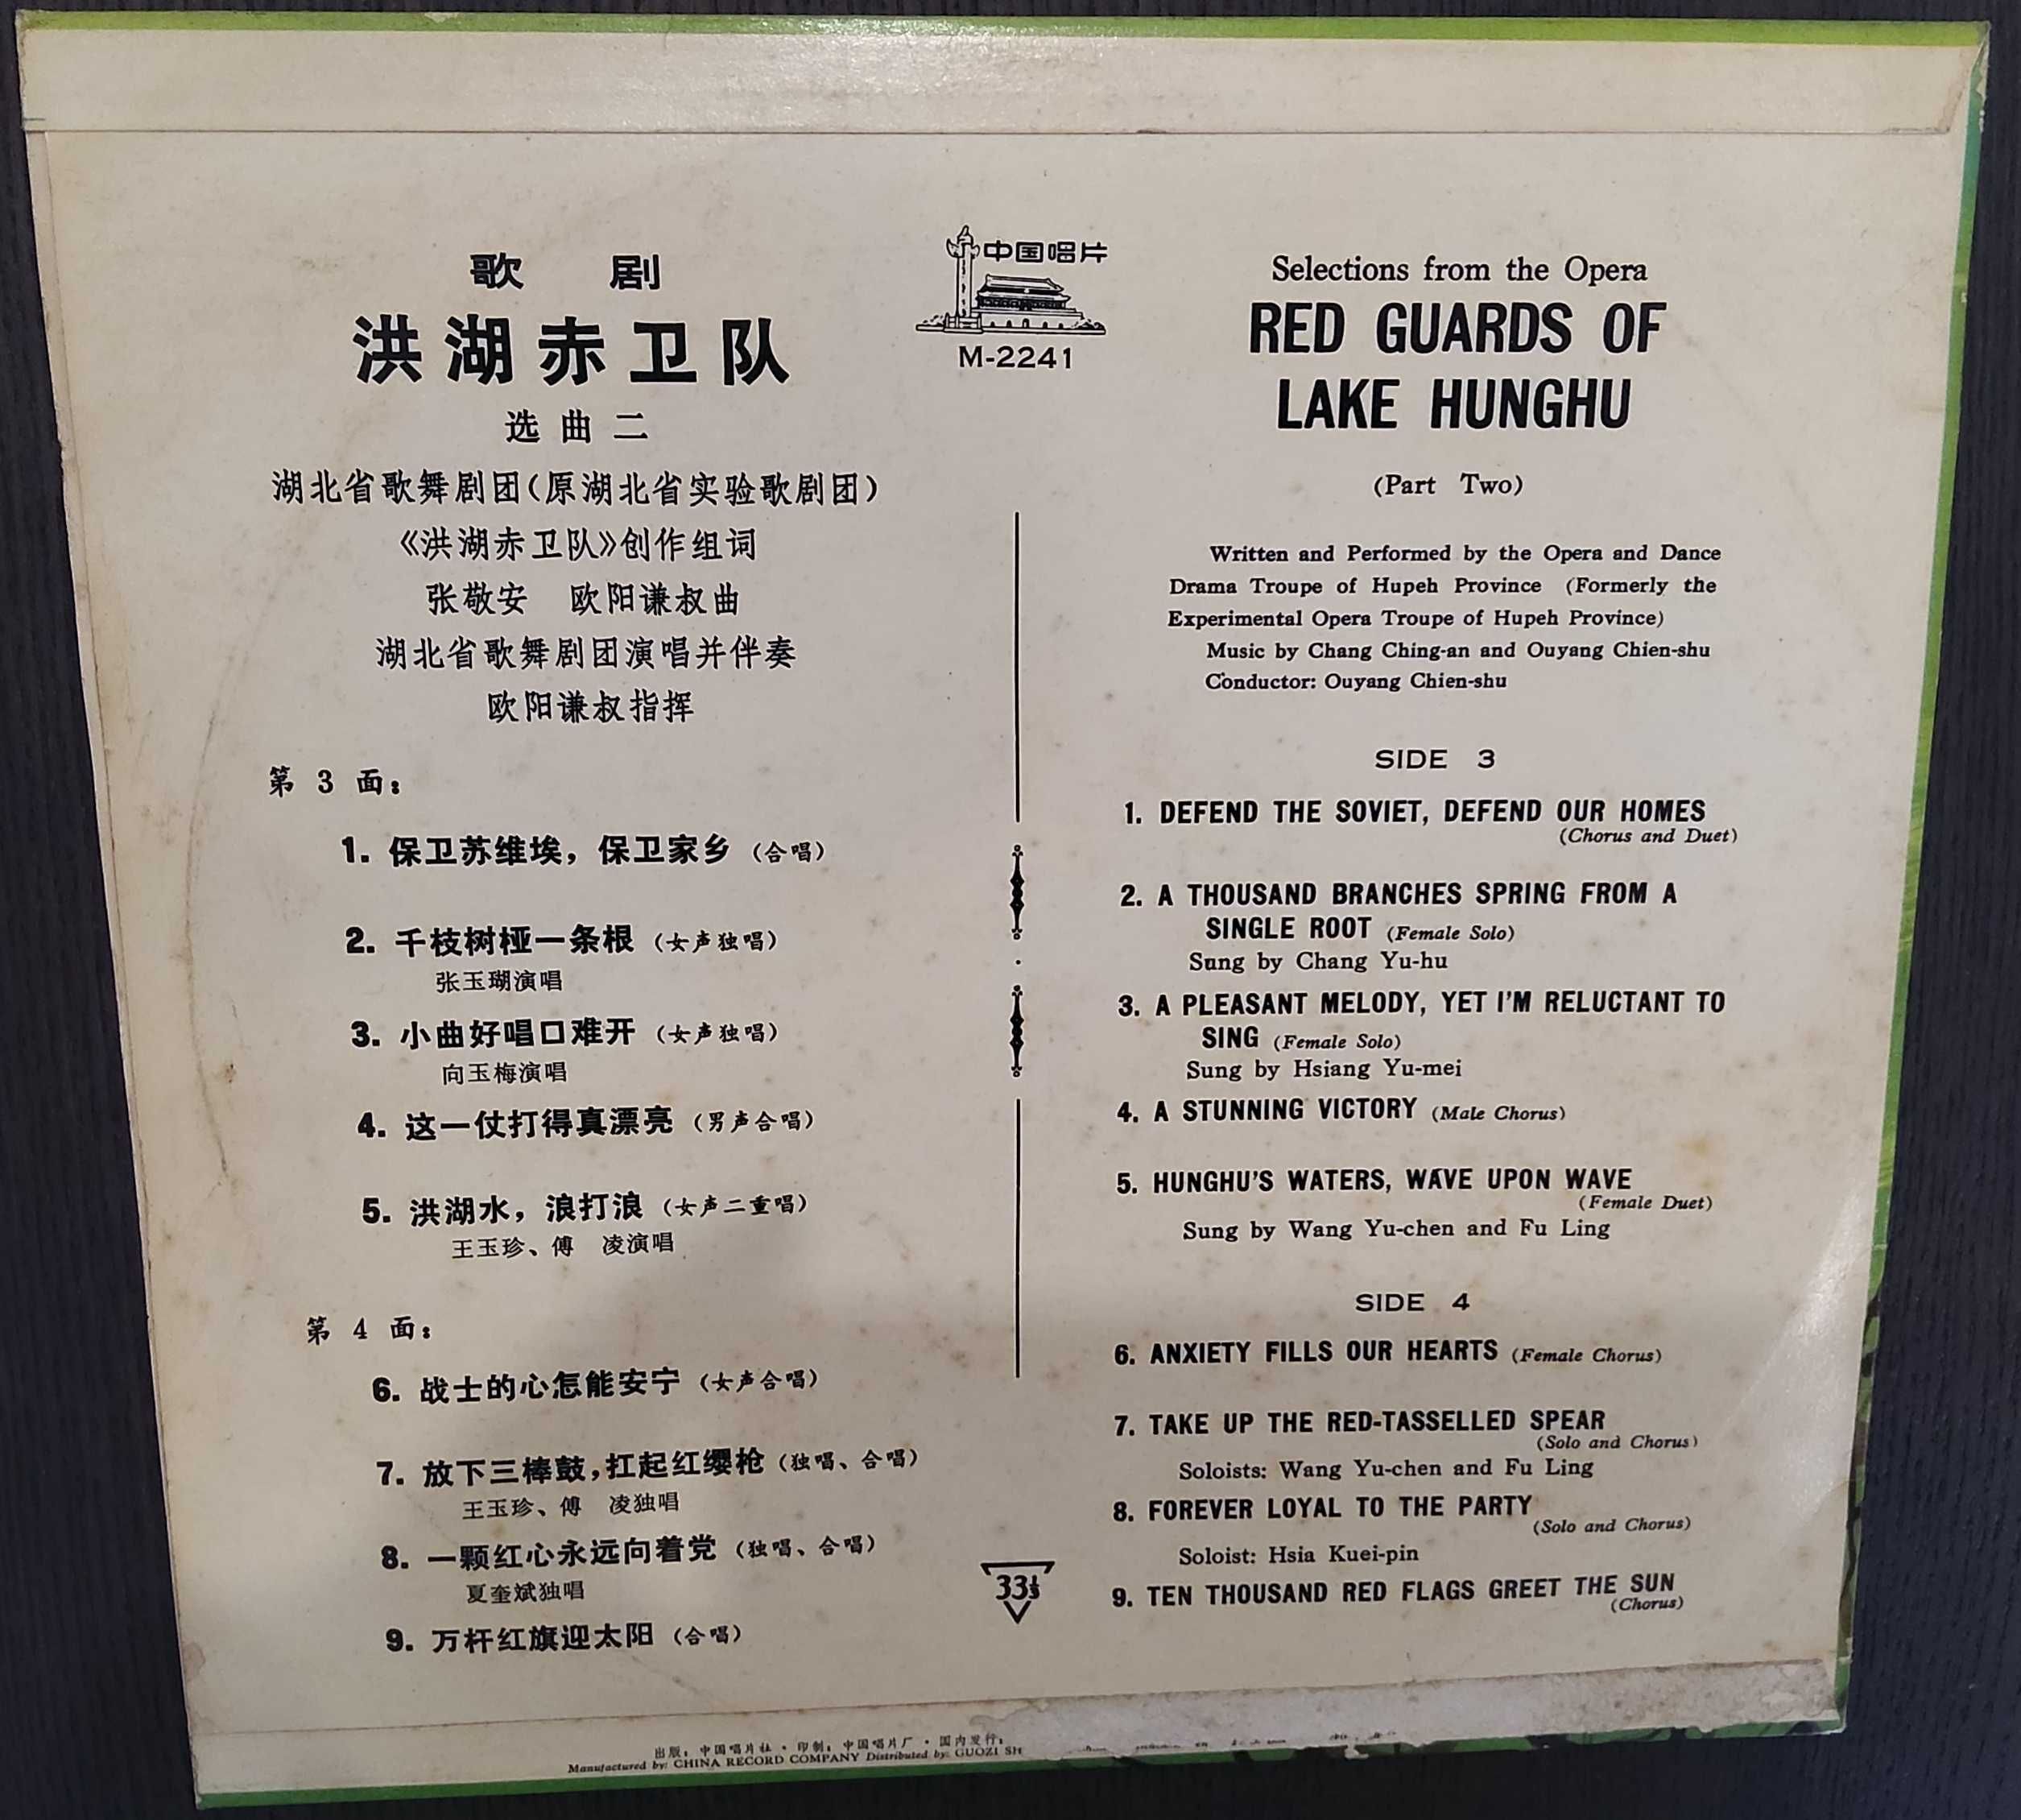 中国唱片
M-2241
歌 剧
洪湖赤卫队
选曲二
湖北省歌舞剧团(原湖北省实验歌剧团)
《洪湖赤卫队》创作组词
张敬安 欧阳谦叔曲
湖北省歌舞剧团演唱并伴奏
欧阳谦叔指挥
第 3 面:
1. 保卫苏维埃,保卫家乡 (合唱)
2. 千枝树桠一条根 (女声独唱)
张玉瑚演唱
3. 小曲好唱口难开 (女声独唱)
向玉梅演唱
4. 这一仗打得真漂亮 (男声合唱)
5. 洪湖水,浪打浪 (女声二重唱)
王玉珍、傅 凌演唱
第 4 面:
6. 战士的心怎能安宁 (女声合唱)
7. 放下三棒鼓,扛起红缨枪 (独唱、合唱)
王玉珍、傅 凌独唱
8. 一颗红心永远向着党 (独唱、合唱)
夏奎斌独唱
9. 万杆红旗迎太阳 (合唱)
Selections from the Opera
RED GUARDS OF
LAKE HUNGHU
(Part Two)
Written and Performed by the Opera and Dance
Drama Troupe of Hupeh Province (Formerly the
Experimental Opera Troupe of Hupeh Province)
Music by Chang Ching-an and Ouyang Chien-shu
Conductor: Ouyang Chien-shu
SIDE 3
1. DEFEND THE SOVIET, DEFEND OUR HOMES
(Chorus and Duet)
2. A THOUSAND BRANCHES SPRING FROM A
SINGLE ROOT (Female Solo)
Sung by Chang Yu-hu
3. A PLEASANT MELODY, YET I'M RELUCTANT TO
SING (Female Solo)
Sung by Hsiang Yu-mei
4. A STUNNING VICTORY (Male Chorus)
5. HUNGHU'S WATERS, WAVE UPON WAVE
(Female Duet)
Sung by Wang Yu-chen and Fu Ling
SIDE 4
6. ANXIETY FILLS OUR HEARTS (Female Chorus)
7. TAKE UP THE RED-TASSELLED SPEAR
(Solo and Chorus)
Soloists: Wang Yu-chen and Fu Ling
8. FOREVER LOYAL TO THE PARTY
(Solo and Chorus)
Soloist: Hsia Kuei-pin
9. TEN THOUSAND RED FLAGS GREET THE SUN
(Chorus)
33⅓
出版:中国唱片社·印制:中国唱片厂·国内发行:
Manufactured by: CHINA RECORD COMPANY Distributed by: GUOZI SH